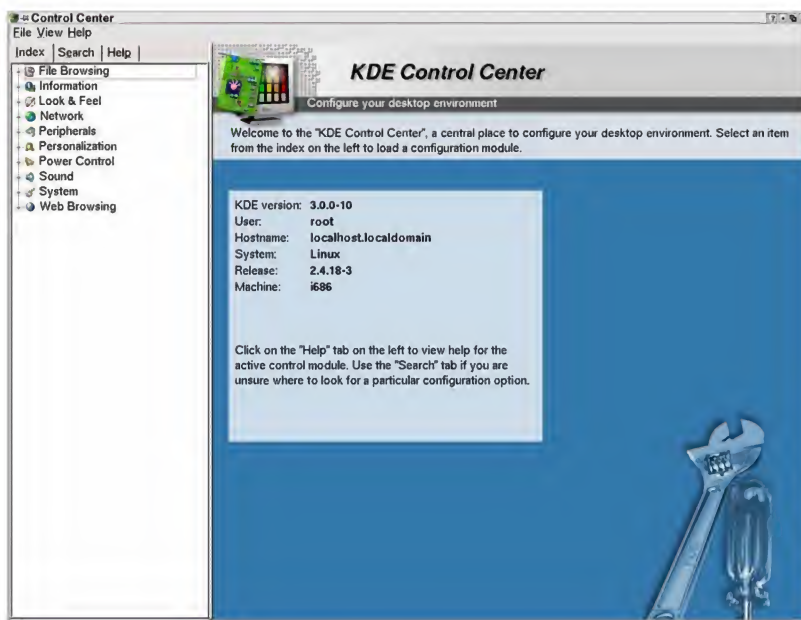 Control Center
File View Help
Index Search Help
File Browsing
Information
Look & Feel
Network
Peripherals
Personalization
Power Control
Sound
System
Web Browsing
KDE Control Center
Configure your desktop environment
Welcome to the "KDE Control Center", a central place to configure your desktop environment. Select an item
from the index on the left to load a configuration module.
KDE version: 3.0.0-10
User: root
Hostname: localhost.localdomain
System: Linux
Release: 2.4.18-3
Machine: i686
Click on the "Help" tab on the left to view help for the
active control module. Use the "Search" tab if you are
unsure where to look for a particular configuration option.